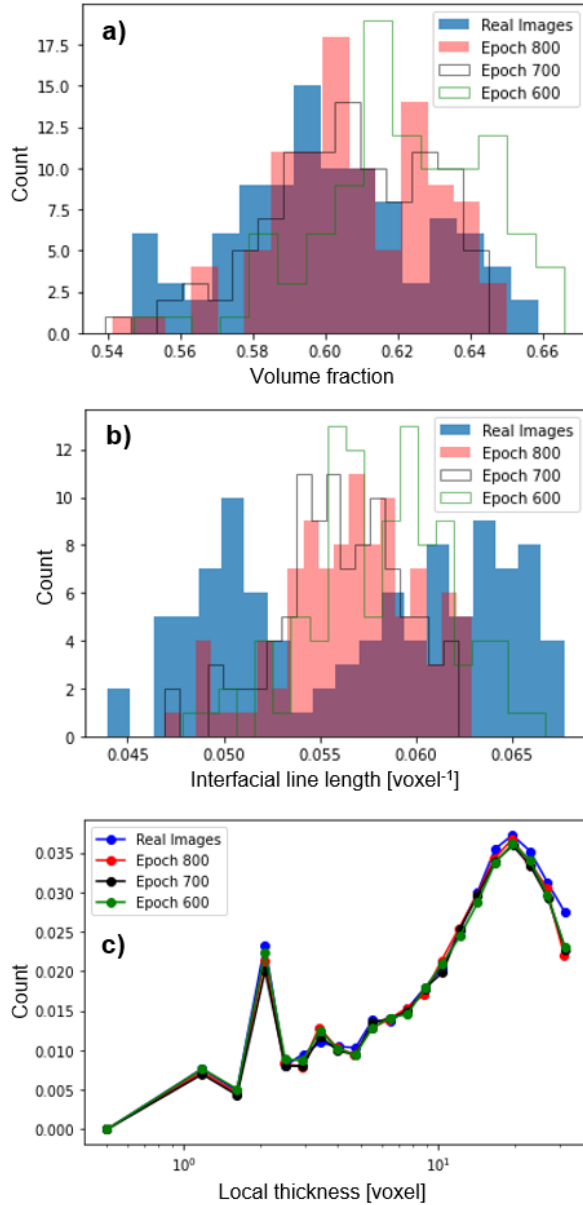 a)
Real Images
Epoch 800
Epoch 700
Epoch 600
17.5
15.0
12.5
10.0
7.5
5.0
2.5
0.0
Count
0.54 0.56 0.58 0.60 0.62 0.64 0.66
Volume fraction
b)
Real Images
Epoch 800
Epoch 700
Epoch 600
12
10
8
6
4
2
0
Count
0.045 0.050 0.055 0.060 0.065
Interfacial line length [voxel⁻¹]
Real Images
Epoch 800
Epoch 700
Epoch 600
c)
0.035
0.030
0.025
0.020
0.015
0.010
0.005
0.000
Count
10⁰ 10¹
Local thickness [voxel]